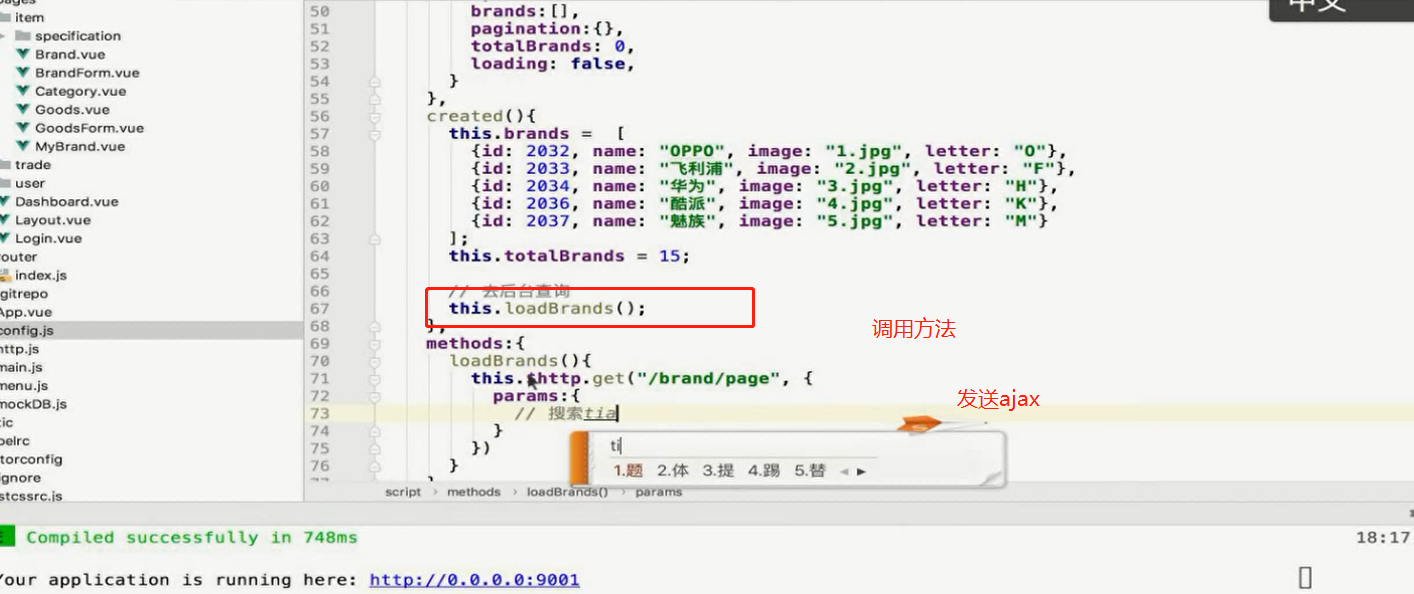 pages
item
specification
Brand.vue
BrandForm.vue
Category.vue
Goods.vue
GoodsForm.vue
MyBrand.vue
trade
user
Dashboard.vue
Layout.vue
Login.vue
router
index.js
gitrepo
App.vue
config.js
http.js
main.js
menu.js
mockDB.js
tic
belrc
torconfig
ignore
stcssrc.js
中文
50 brands:[],
51 pagination:{},
52 totalBrands: 0,
53 loading: false,
54 }
55 },
56 created(){
57 this.brands = [
58 {id: 2032, name: "OPPO", image: "1.jpg", letter: "O"},
59 {id: 2033, name: "飞利浦", image: "2.jpg", letter: "F"},
60 {id: 2034, name: "华为", image: "3.jpg", letter: "H"},
61 {id: 2036, name: "酷派", image: "4.jpg", letter: "K"},
62 {id: 2037, name: "魅族", image: "5.jpg", letter: "M"}
63 ];
64 this.totalBrands = 15;
65
66 // 去后台查询
67 this.loadBrands();
68 },
调用方法
69 methods:{
70 loadBrands(){
71 this.$http.get("/brand/page", {
72 params:{
发送ajax
73 // 搜索tia
74 }
75 })
76 }
77 }
ti
1.题 2.体 3.提 4.踢 5.替
script › methods › loadBrands() › params
Compiled successfully in 748ms
18:17
Your application is running here: http://0.0.0.0:9001